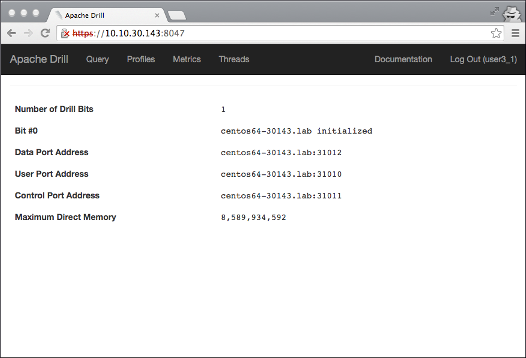 Apache Drill
https://10.10.30.143:8047
Apache Drill Query Profiles Metrics Threads Documentation Log Out (user3_1)
Number of Drill Bits 1
Bit #0 centos64-30143.lab initialized
Data Port Address centos64-30143.lab:31012
User Port Address centos64-30143.lab:31010
Control Port Address centos64-30143.lab:31011
Maximum Direct Memory 8,589,934,592